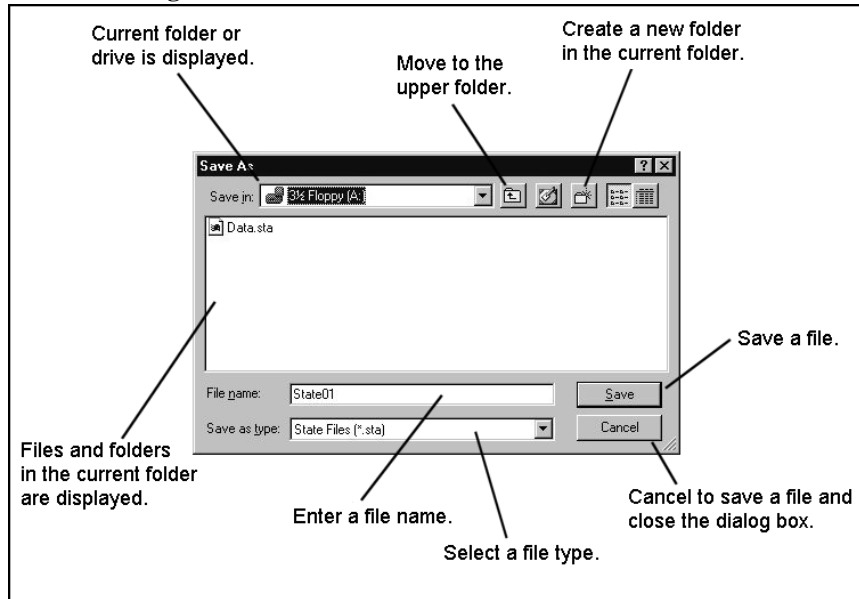 Current folder or
drive is displayed.
Create a new folder
in the current folder.
Move to the
upper folder.
Save As
Save in: 3½ Floppy (A:
Data.sta
Save a file.
File name: State01 Save
Save as type: State Files (*.sta) Cancel
Files and folders
in the current folder
are displayed.
Enter a file name.
Cancel to save a file and
close the dialog box.
Select a file type.